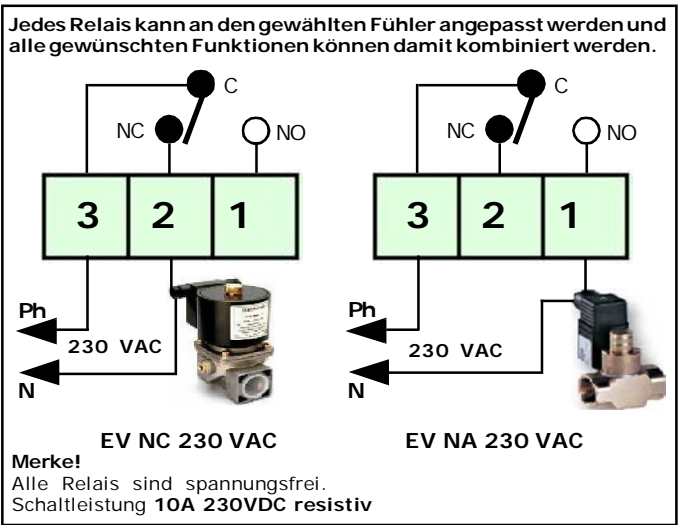 Jedes Relais kann an den gewählten Fühler angepasst werden und
alle gewünschten Funktionen können damit kombiniert werden.
C
NC
NO
3 2 1
Ph
230 VAC
N
EV NC 230 VAC
C
NC
NO
3 2 1
Ph
230 VAC
N
EV NA 230 VAC
Merke!
Alle Relais sind spannungsfrei.
Schaltleistung 10A 230VDC resistiv